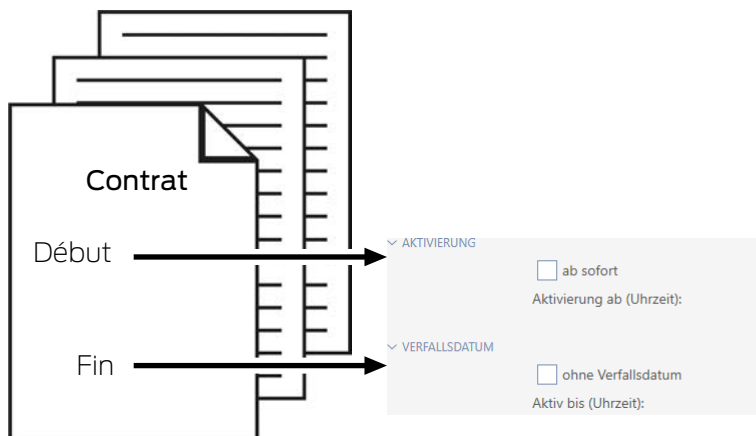 Contrat
Début
AKTIVIERUNG
ab sofort
Aktivierung ab (Uhrzeit):
Fin
VERFALLSDATUM
ohne Verfallsdatum
Aktiv bis (Uhrzeit):